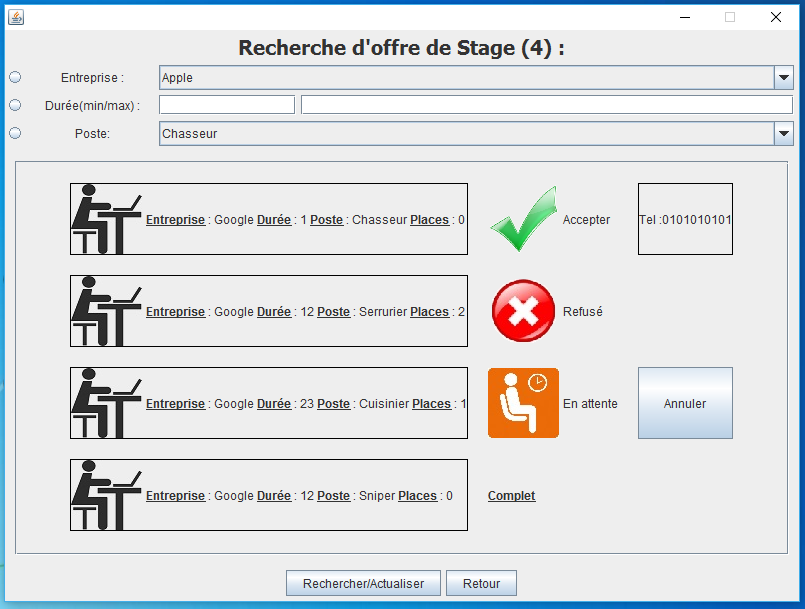 Recherche d'offre de Stage (4) :
Entreprise : Apple
Durée(min/max) :
Poste: Chasseur
Entreprise : Google Durée : 1 Poste : Chasseur Places : 0 Accepter Tel :0101010101
Entreprise : Google Durée : 12 Poste : Serrurier Places : 2 Refusé
Entreprise : Google Durée : 23 Poste : Cuisinier Places : 1 En attente Annuler
Entreprise : Google Durée : 12 Poste : Sniper Places : 0 Complet
Rechercher/Actualiser Retour